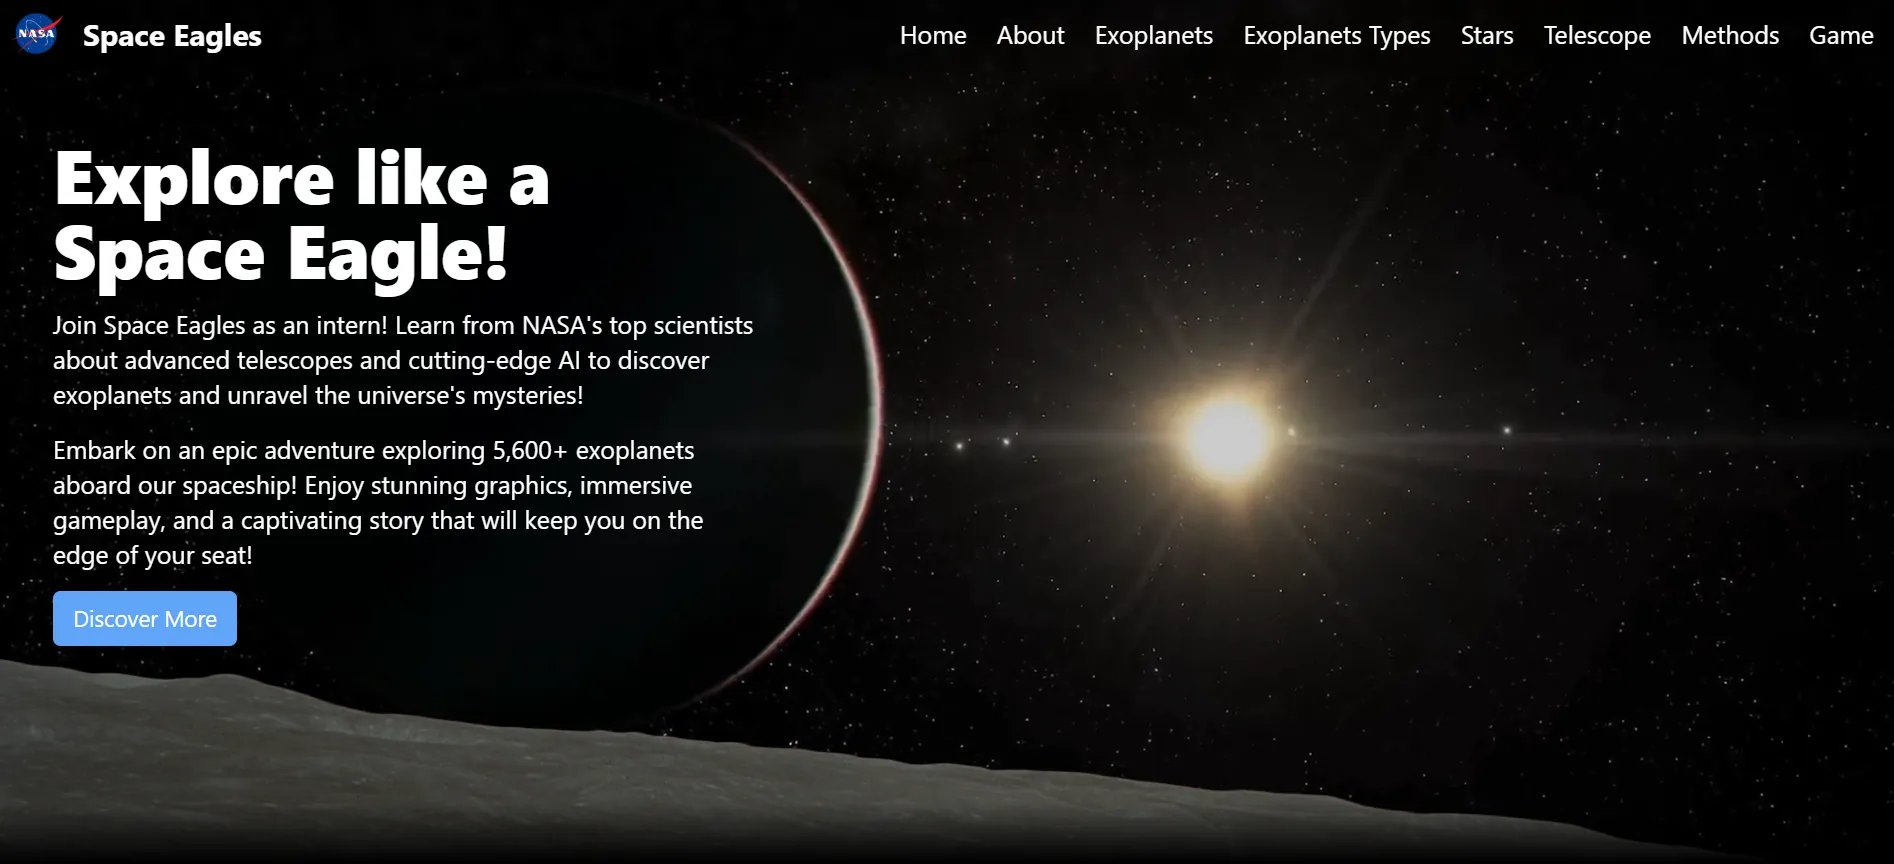 NASA
Space Eagles
Home
About
Exoplanets
Exoplanets Types
Stars
Telescope
Methods
Game
Explore like a
Space Eagle!
Join Space Eagles as an intern! Learn from NASA's top scientists
about advanced telescopes and cutting-edge AI to discover
exoplanets and unravel the universe's mysteries!
Embark on an epic adventure exploring 5,600+ exoplanets
aboard our spaceship! Enjoy stunning graphics, immersive
gameplay, and a captivating story that will keep you on the
edge of your seat!
Discover More